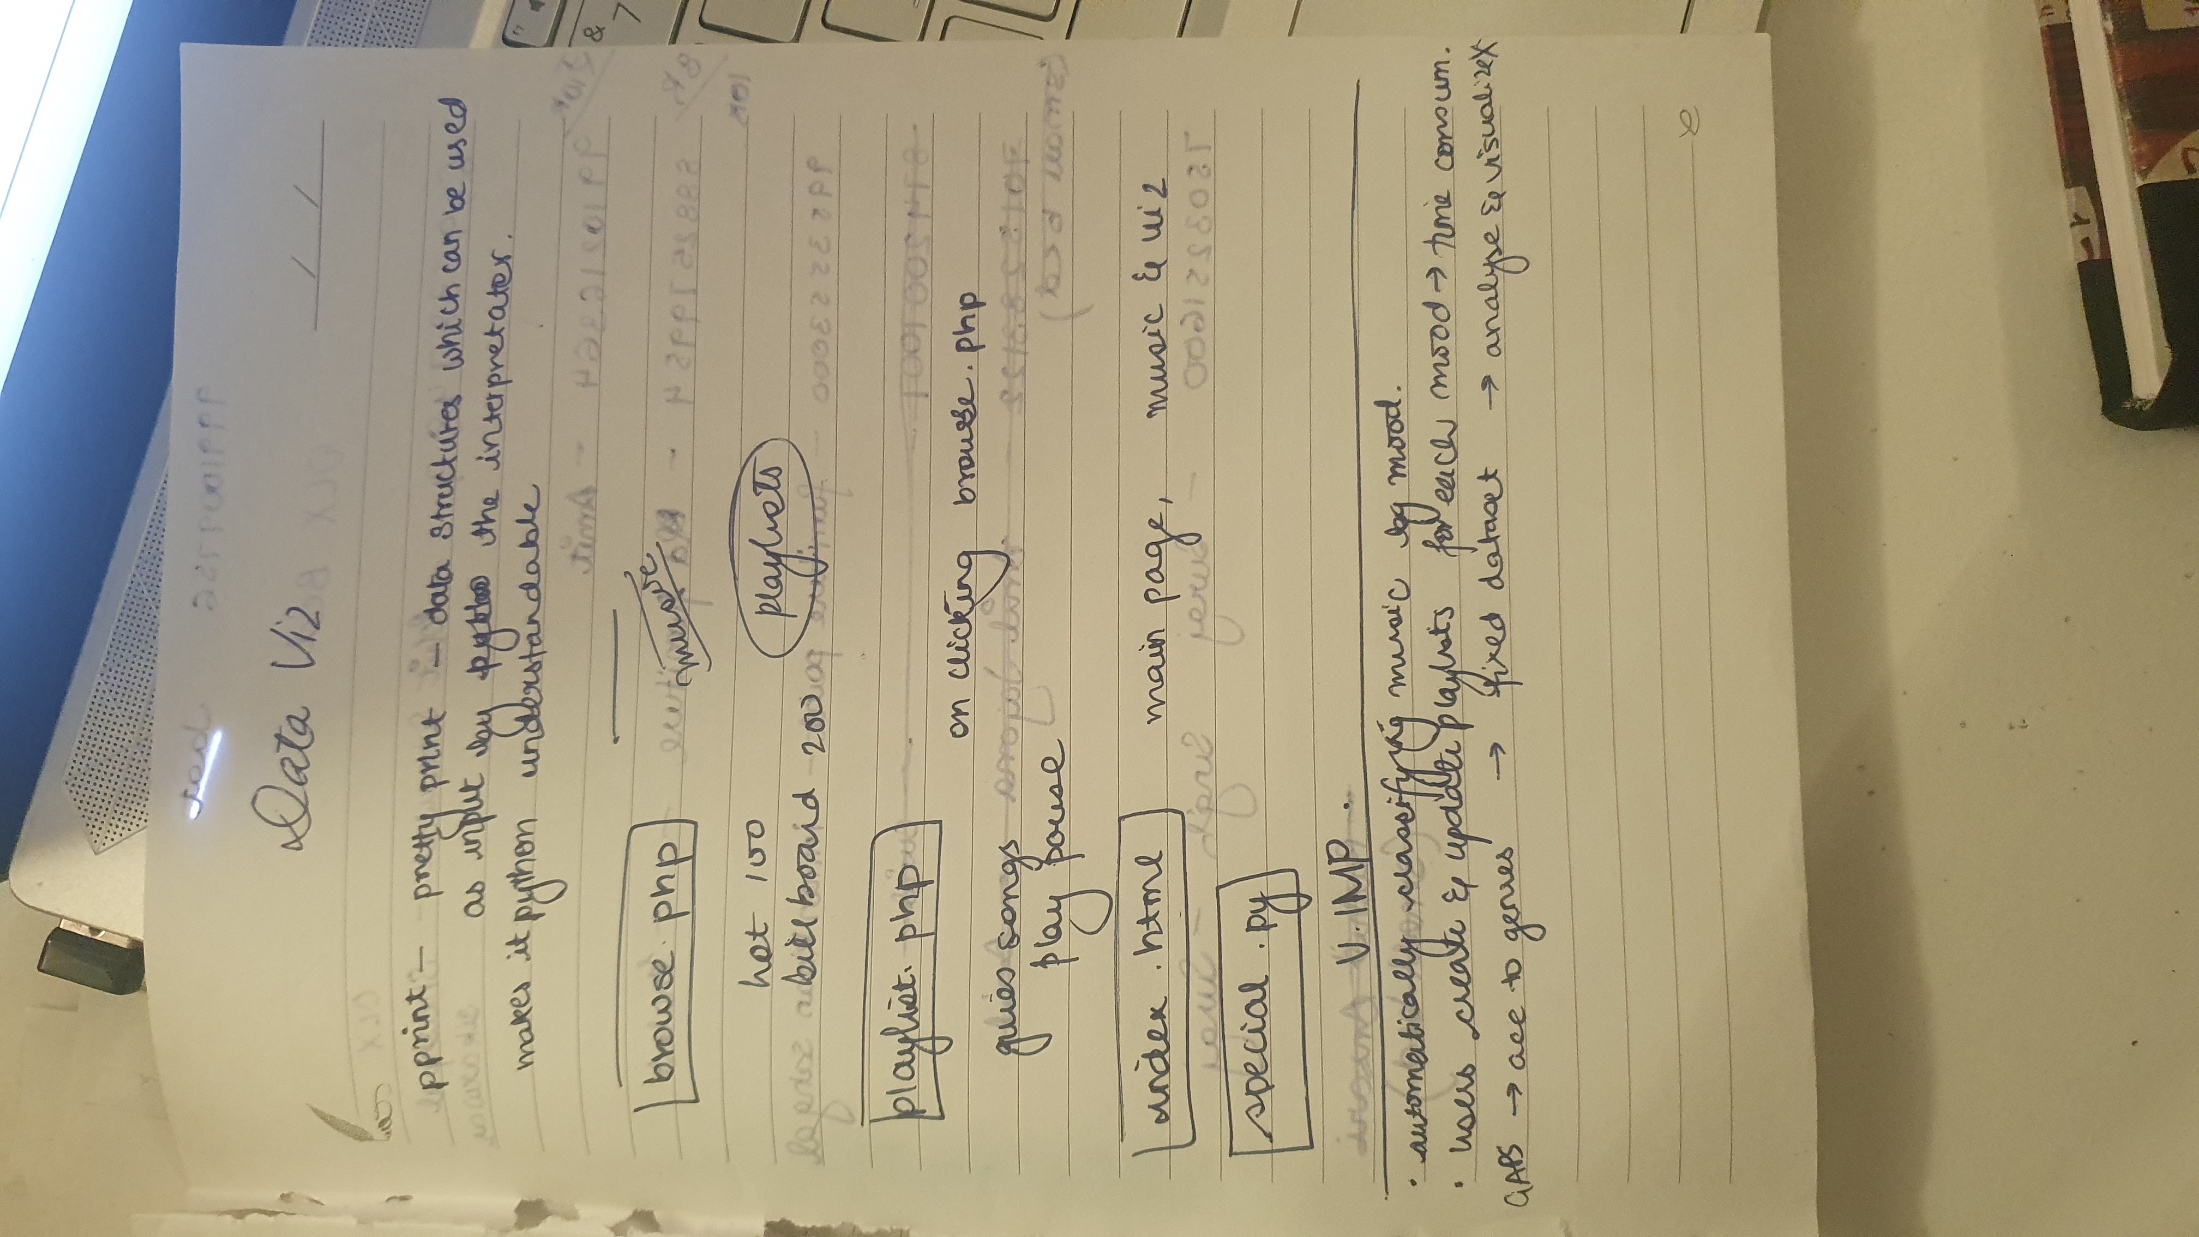 Data Viz
pprint – pretty print – data structures which can be used
as input by the interpretater.
makes it python understandable
browse.php
music
hot 100
playlists
billboard 200
playlist.php
on clicking browse.php
gives songs
play pause
index.html main page, music & viz
special.py
V.IMP.
• automatically classifying music by mood.
• users create & update playlists for each mood → time consum.
GAPS → acc to genres → fixed dataset → analyse & visualize X